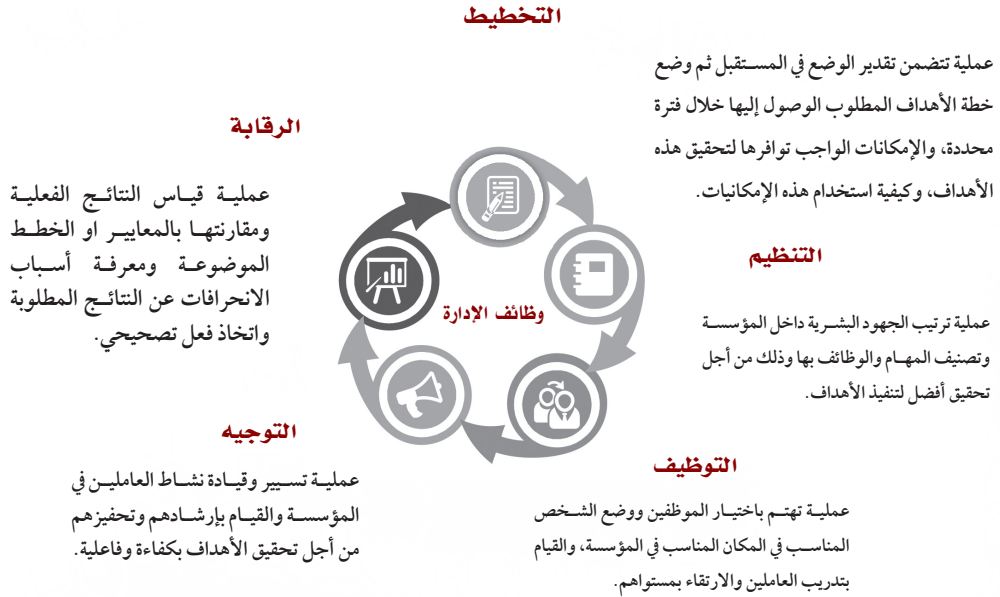 التخطيط
عملية تتضمن تقدير الوضع في المستقبل ثم وضع
خطة الأهداف المطلوب الوصول إليها خلال فترة
محددة، والإمكانات الواجب توافرها لتحقيق هذه
الأهداف، وكيفية استخدام هذه الإمكانيات.
التنظيم
عملية ترتيب الجهود البشرية داخل المؤسسة
وتصنيف المهام والوظائف بها وذلك من أجل
تحقيق أفضل لتنفيذ الأهداف.
التوظيف
عملية تهتم باختيار الموظفين ووضع الشخص
المناسب في المكان المناسب في المؤسسة، والقيام
بتدريب العاملين والارتقاء بمستواهم.
التوجيه
عملية تسيير وقيادة نشاط العاملين في
المؤسسة والقيام بإرشادهم وتحفيزهم
من أجل تحقيق الأهداف بكفاءة وفاعلية.
الرقابة
عملية قياس النتائج الفعلية
ومقارنتها بالمعايير او الخطط
الموضوعة ومعرفة أسباب
الانحرافات عن النتائج المطلوبة
واتخاذ فعل تصحيحي.
وظائف الإدارة